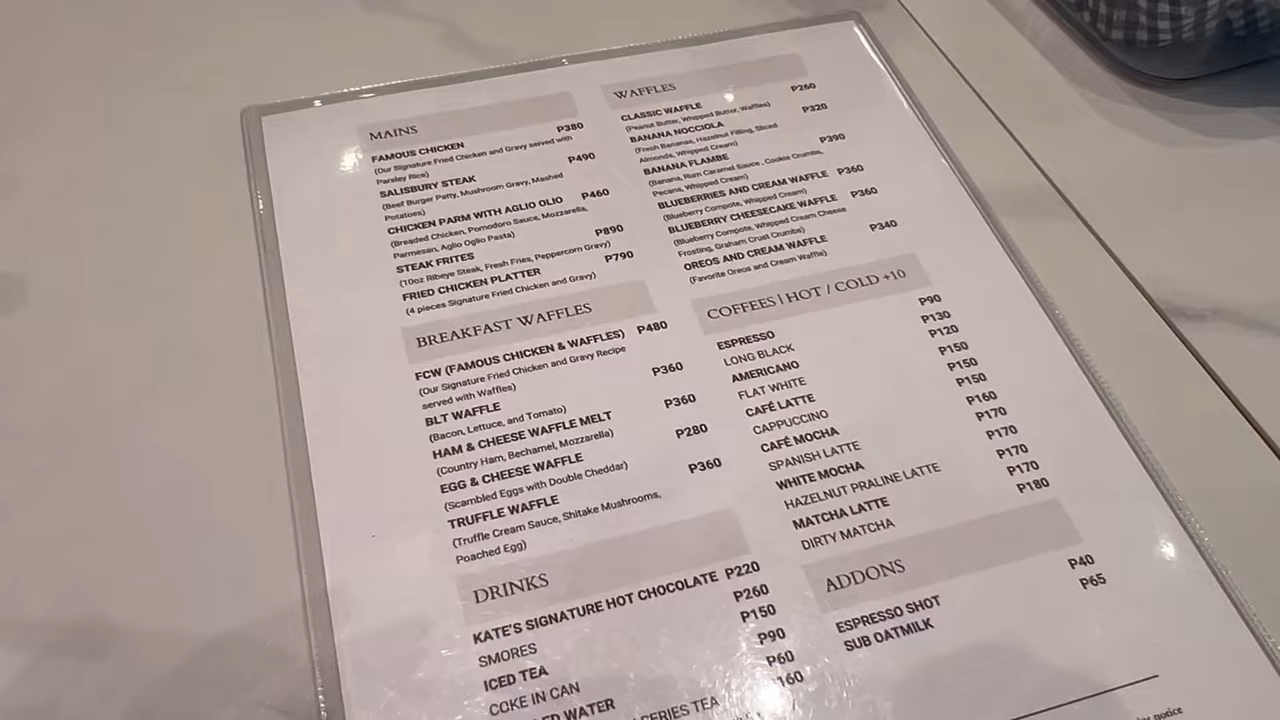 MAINS
FAMOUS CHICKEN P380
(Our Signature Fried Chicken and Gravy served with
Parsley Rice)
SALISBURY STEAK P490
(Beef Burger Patty, Mushroom Gravy, Mashed
Potatoes)
CHICKEN PARM WITH AGLIO OLIO P460
(Breaded Chicken, Pomodoro Sauce, Mozzarella,
Parmesan, Aglio Oglio Pasta)
STEAK FRITES P890
(10oz Ribeye Steak, Fresh Fries, Peppercorn Gravy)
FRIED CHICKEN PLATTER P790
(4 pieces Signature Fried Chicken and Gravy)
BREAKFAST WAFFLES
FCW (FAMOUS CHICKEN & WAFFLES) P480
(Our Signature Fried Chicken and Gravy Recipe
served with Waffles)
BLT WAFFLE P360
(Bacon, Lettuce, and Tomato)
HAM & CHEESE WAFFLE MELT P360
(Country Ham, Bechamel, Mozzarella)
EGG & CHEESE WAFFLE P280
(Scambled Eggs with Double Cheddar)
TRUFFLE WAFFLE P360
(Truffle Cream Sauce, Shitake Mushrooms,
Poached Egg)
DRINKS
KATE'S SIGNATURE HOT CHOCOLATE P220
SMORES P260
ICED TEA P150
COKE IN CAN P90
WATER P60
TEA 160
WAFFLES
CLASSIC WAFFLE P260
(Peanut Butter, Whipped Butter, Waffles)
BANANA NOCCIOLA P320
(Fresh Bananas, Hazelnut Filling, Sliced
Almonds, Whipped Cream)
BANANA FLAMBE P390
(Banana, Rum Caramel Sauce , Cookie Crumbs,
Pecans, Whipped Cream)
BLUEBERRIES AND CREAM WAFFLE P360
(Blueberry Compote, Whipped Cream)
BLUEBERRY CHEESECAKE WAFFLE P360
(Blueberry Compote, Whipped Cream Cheese
Frosting, Graham Crust Crumbs)
OREOS AND CREAM WAFFLE P340
(Favorite Oreos and Cream Waffle)
COFFEES | HOT / COLD +10
ESPRESSO P90
LONG BLACK P130
AMERICANO P120
FLAT WHITE P150
CAFÉ LATTE P150
CAPPUCCINO P150
CAFÉ MOCHA P160
SPANISH LATTE P170
WHITE MOCHA P170
HAZELNUT PRALINE LATTE P170
MATCHA LATTE P170
DIRTY MATCHA P180
ADDONS
ESPRESSO SHOT P40
SUB OATMILK P65
notice